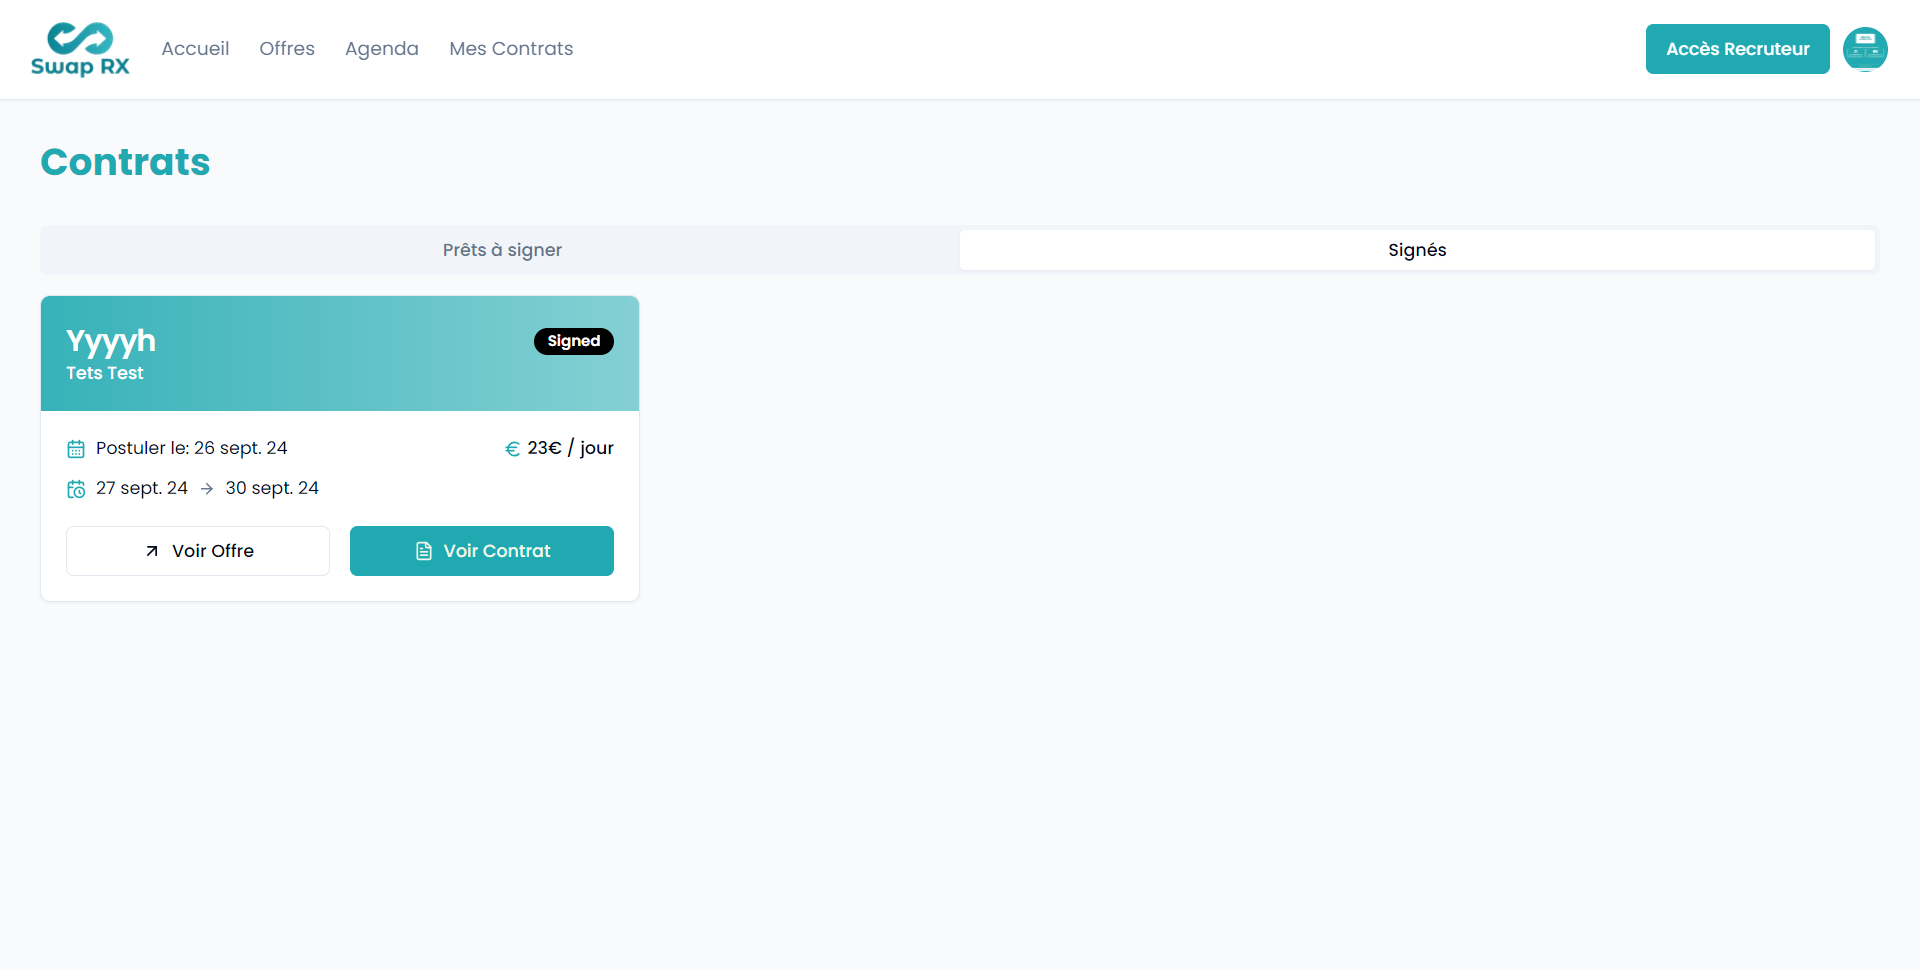 Swap RX
Accueil
Offres
Agenda
Mes Contrats
Accès Recruteur
Contrats
Prêts à signer
Signés
Yyyyh
Signed
Tets Test
Postuler le: 26 sept. 24
€ 23€ / jour
27 sept. 24 → 30 sept. 24
Voir Offre
Voir Contrat